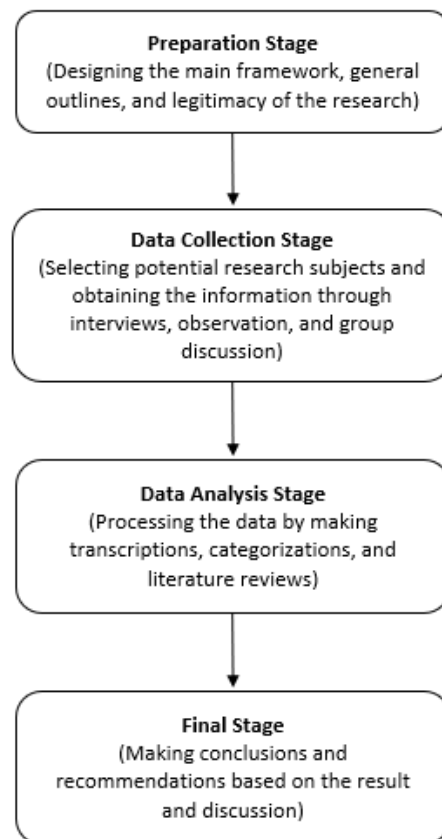 Preparation Stage
(Designing the main framework, general
outlines, and legitimacy of the research)
Data Collection Stage
(Selecting potential research subjects and
obtaining the information through
interviews, observation, and group
discussion)
Data Analysis Stage
(Processing the data by making
transcriptions, categorizations, and
literature reviews)
Final Stage
(Making conclusions and
recommendations based on the result
and discussion)